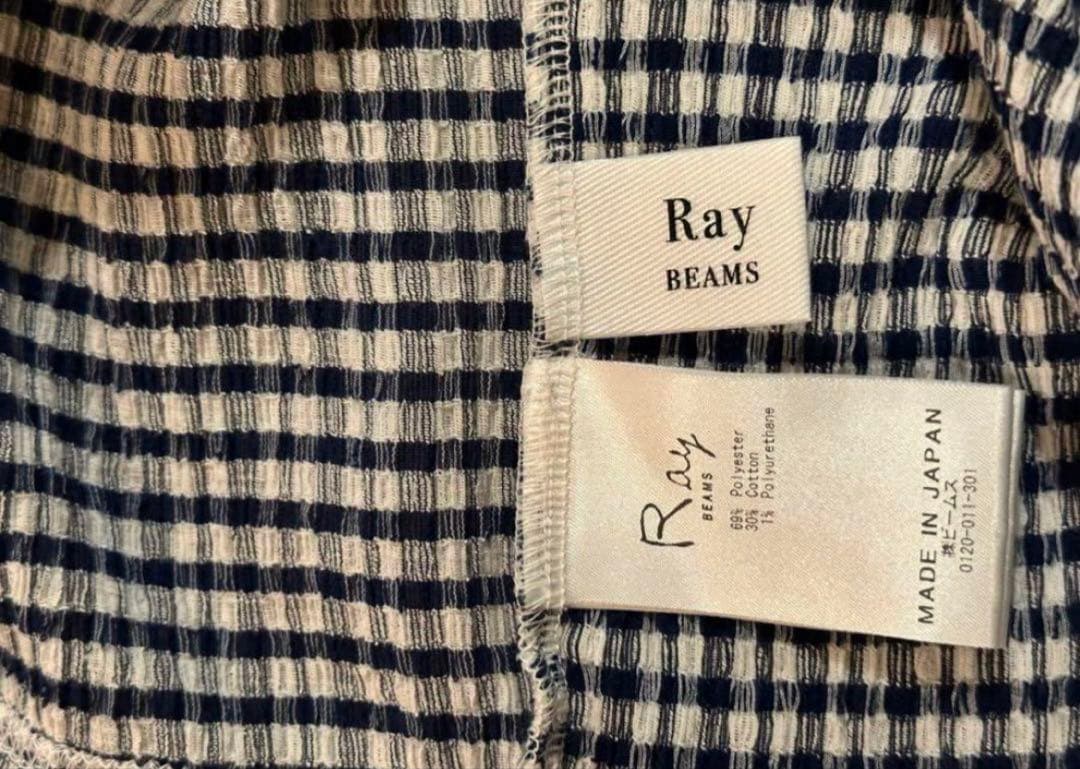 Ray
BEAMS
Ray
BEAMS
69% Polyester
30% Cotton
1% Polyurethane
MADE IN JAPAN
㈱ビームス
0120-011-301